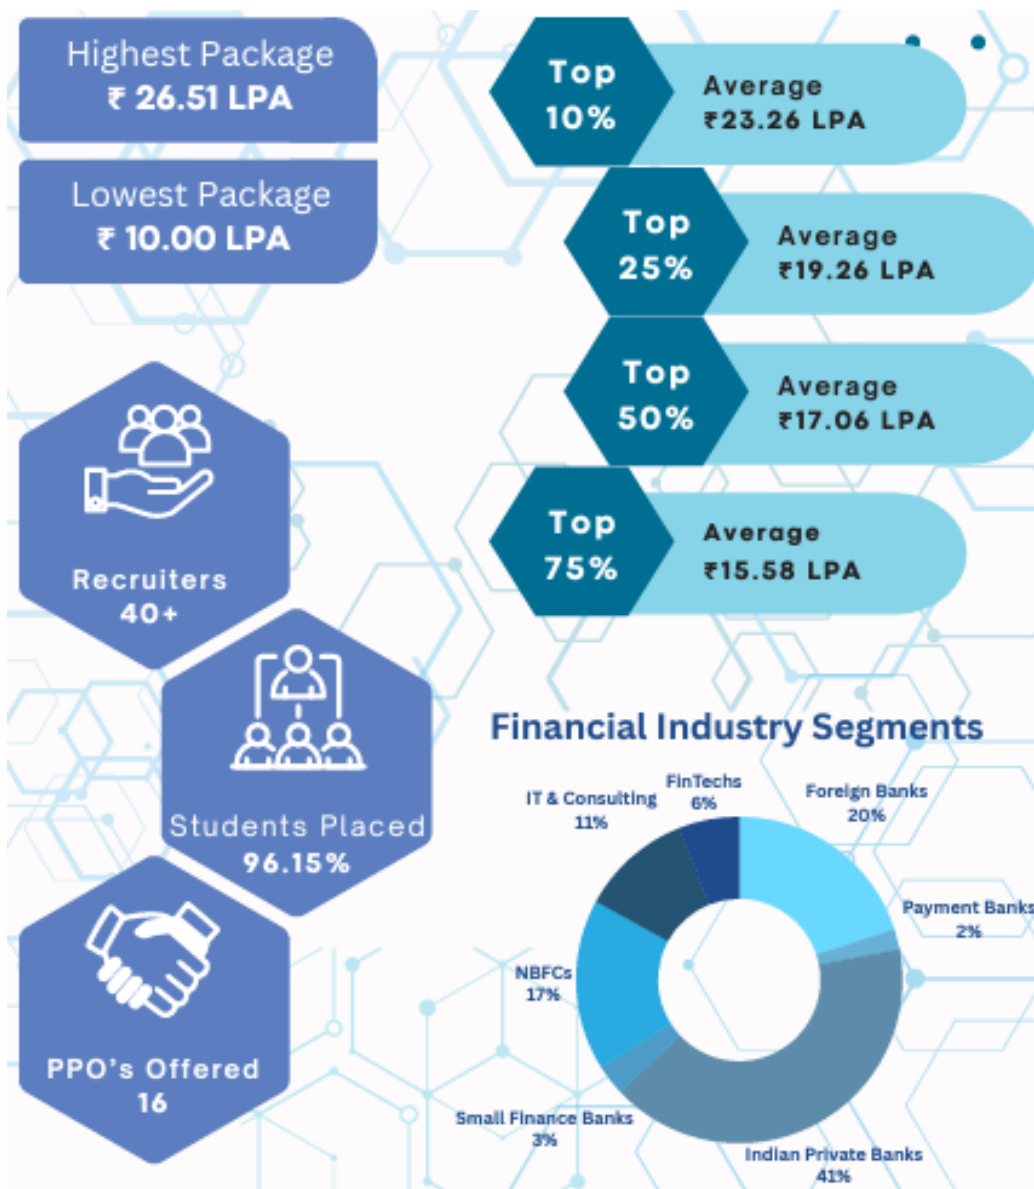 Highest Package
₹ 26.51 LPA
Lowest Package
₹ 10.00 LPA
Top
10%
Average
₹23.26 LPA
Top
25%
Average
₹19.26 LPA
Top
50%
Average
₹17.06 LPA
Top
75%
Average
₹15.58 LPA
Recruiters
40+
Students Placed
96.15%
PPO's Offered
16
Financial Industry Segments
FinTechs
6%
IT & Consulting
11%
Foreign Banks
20%
Payment Banks
2%
NBFCs
17%
Small Finance Banks
3%
Indian Private Banks
41%